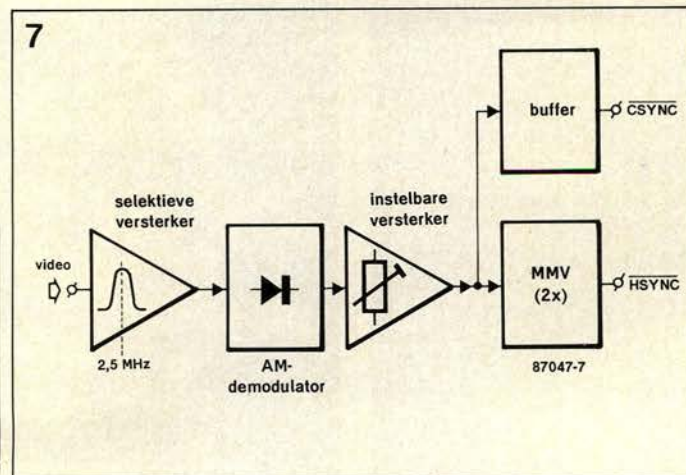 7
selektieve
versterker
video
2,5 MHz
AM-
demodulator
instelbare
versterker
buffer
CSYNC
MMV
(2x)
HSYNC
87047-7